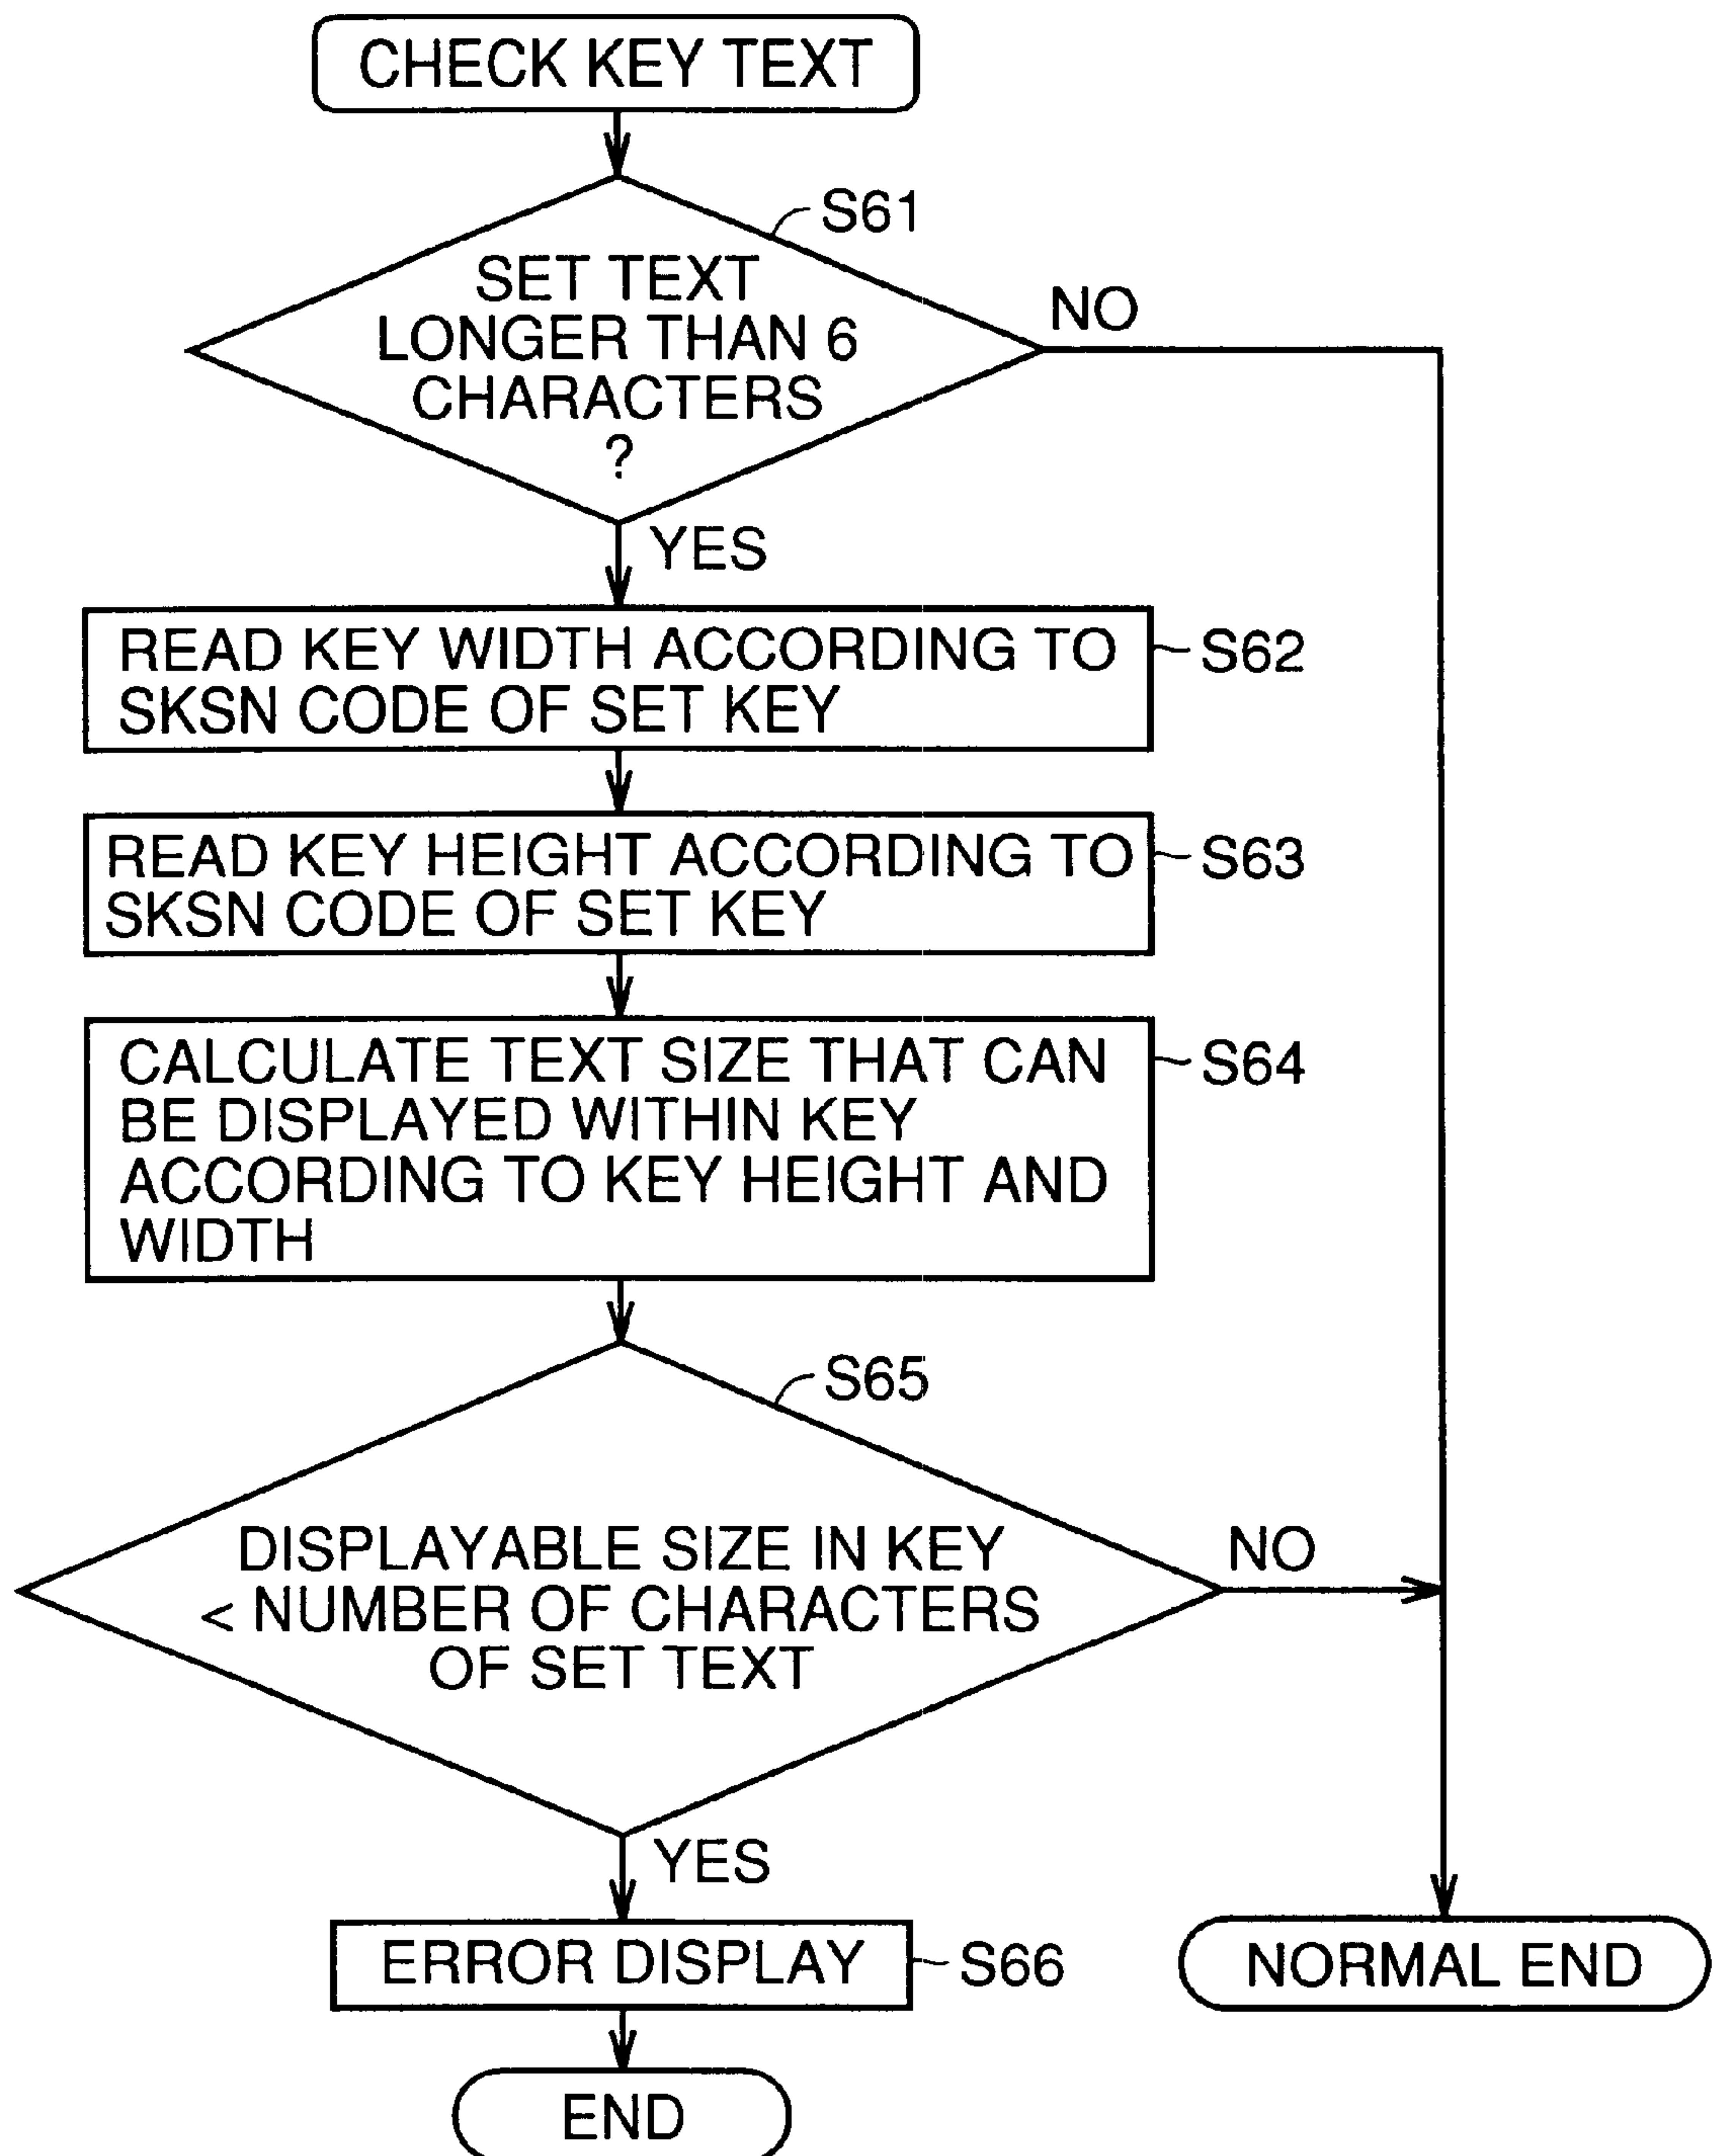 CHECK KEY TEXT
S61
SET TEXT
LONGER THAN 6
CHARACTERS
?
NO
YES
READ KEY WIDTH ACCORDING TO
SKSN CODE OF SET KEY
S62
READ KEY HEIGHT ACCORDING TO
SKSN CODE OF SET KEY
S63
CALCULATE TEXT SIZE THAT CAN
BE DISPLAYED WITHIN KEY
ACCORDING TO KEY HEIGHT AND
WIDTH
S64
S65
DISPLAYABLE SIZE IN KEY
< NUMBER OF CHARACTERS
OF SET TEXT
NO
YES
ERROR DISPLAY
S66
NORMAL END
END